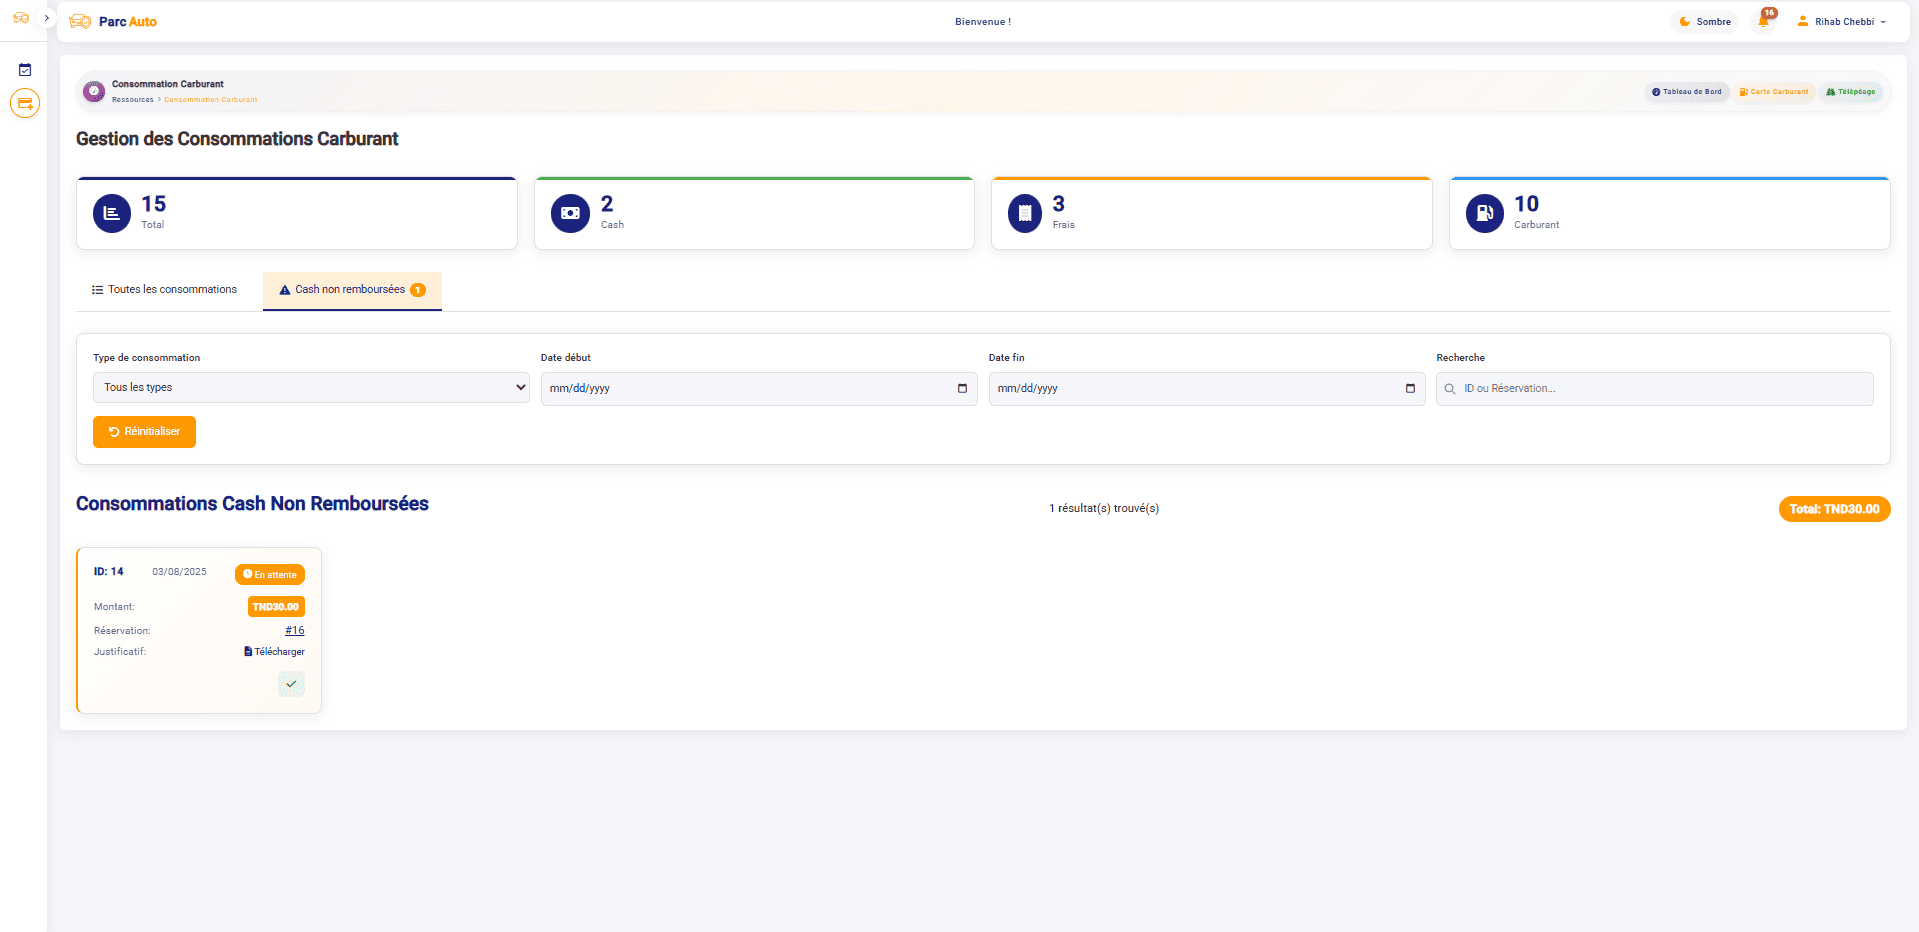 Parc Auto
Bienvenue !
Sombre
16
Rihab Chebbi
Consommation Carburant
Ressources > Consommation Carburant
Tableau de Bord
Carte Carburant
Télépéage
Gestion des Consommations Carburant
15
Total
2
Cash
3
Frais
10
Carburant
Toutes les consommations
Cash non remboursées 1
Type de consommation
Tous les types
Date début
mm/dd/yyyy
Date fin
mm/dd/yyyy
Recherche
ID ou Réservation...
Réinitialiser
Consommations Cash Non Remboursées
1 résultat(s) trouvé(s)
Total: TND30.00
ID: 14 03/08/2025 En attente
Montant: TND30.00
Réservation: #16
Justificatif: Télécharger